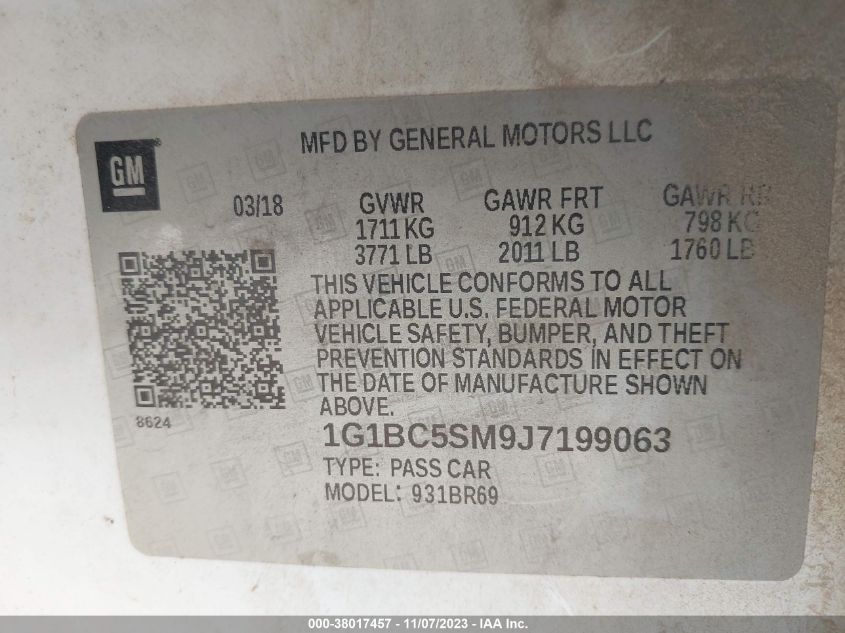 MFD BY GENERAL MOTORS LLC
GM
03/18
GVWR GAWR FRT GAWR RR
1711 KG 912 KG 798 KG
3771 LB 2011 LB 1760 LB
THIS VEHICLE CONFORMS TO ALL
APPLICABLE U.S. FEDERAL MOTOR
VEHICLE SAFETY, BUMPER, AND THEFT
PREVENTION STANDARDS IN EFFECT ON
THE DATE OF MANUFACTURE SHOWN
ABOVE.
8624
1G1BC5SM9J7199063
TYPE: PASS CAR
MODEL: 931BR69
000-38017457 - 11/07/2023 - IAA Inc.